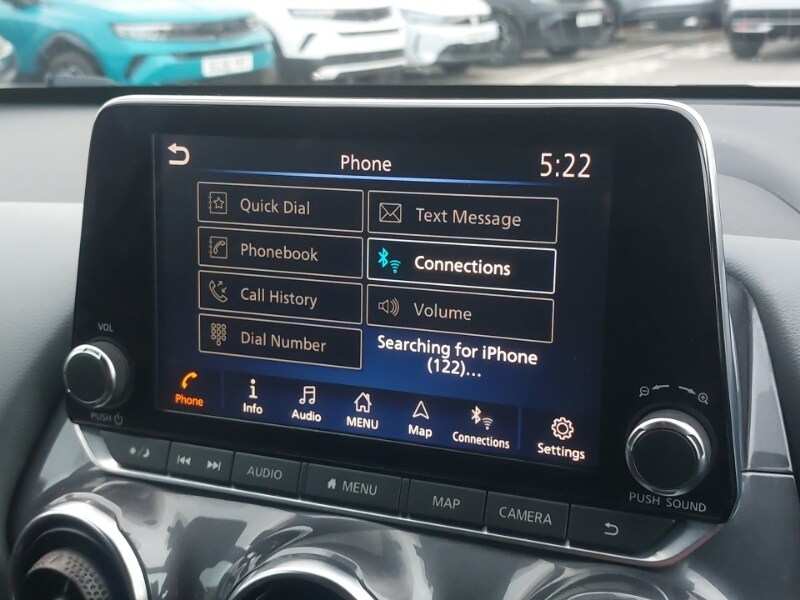 Phone
5:22
Quick Dial
Text Message
Phonebook
Connections
Call History
Volume
Dial Number
Searching for iPhone
(122)...
Phone
Info
Audio
MENU
Map
Connections
Settings
VOL
PUSH
PUSH SOUND
AUDIO
MENU
MAP
CAMERA